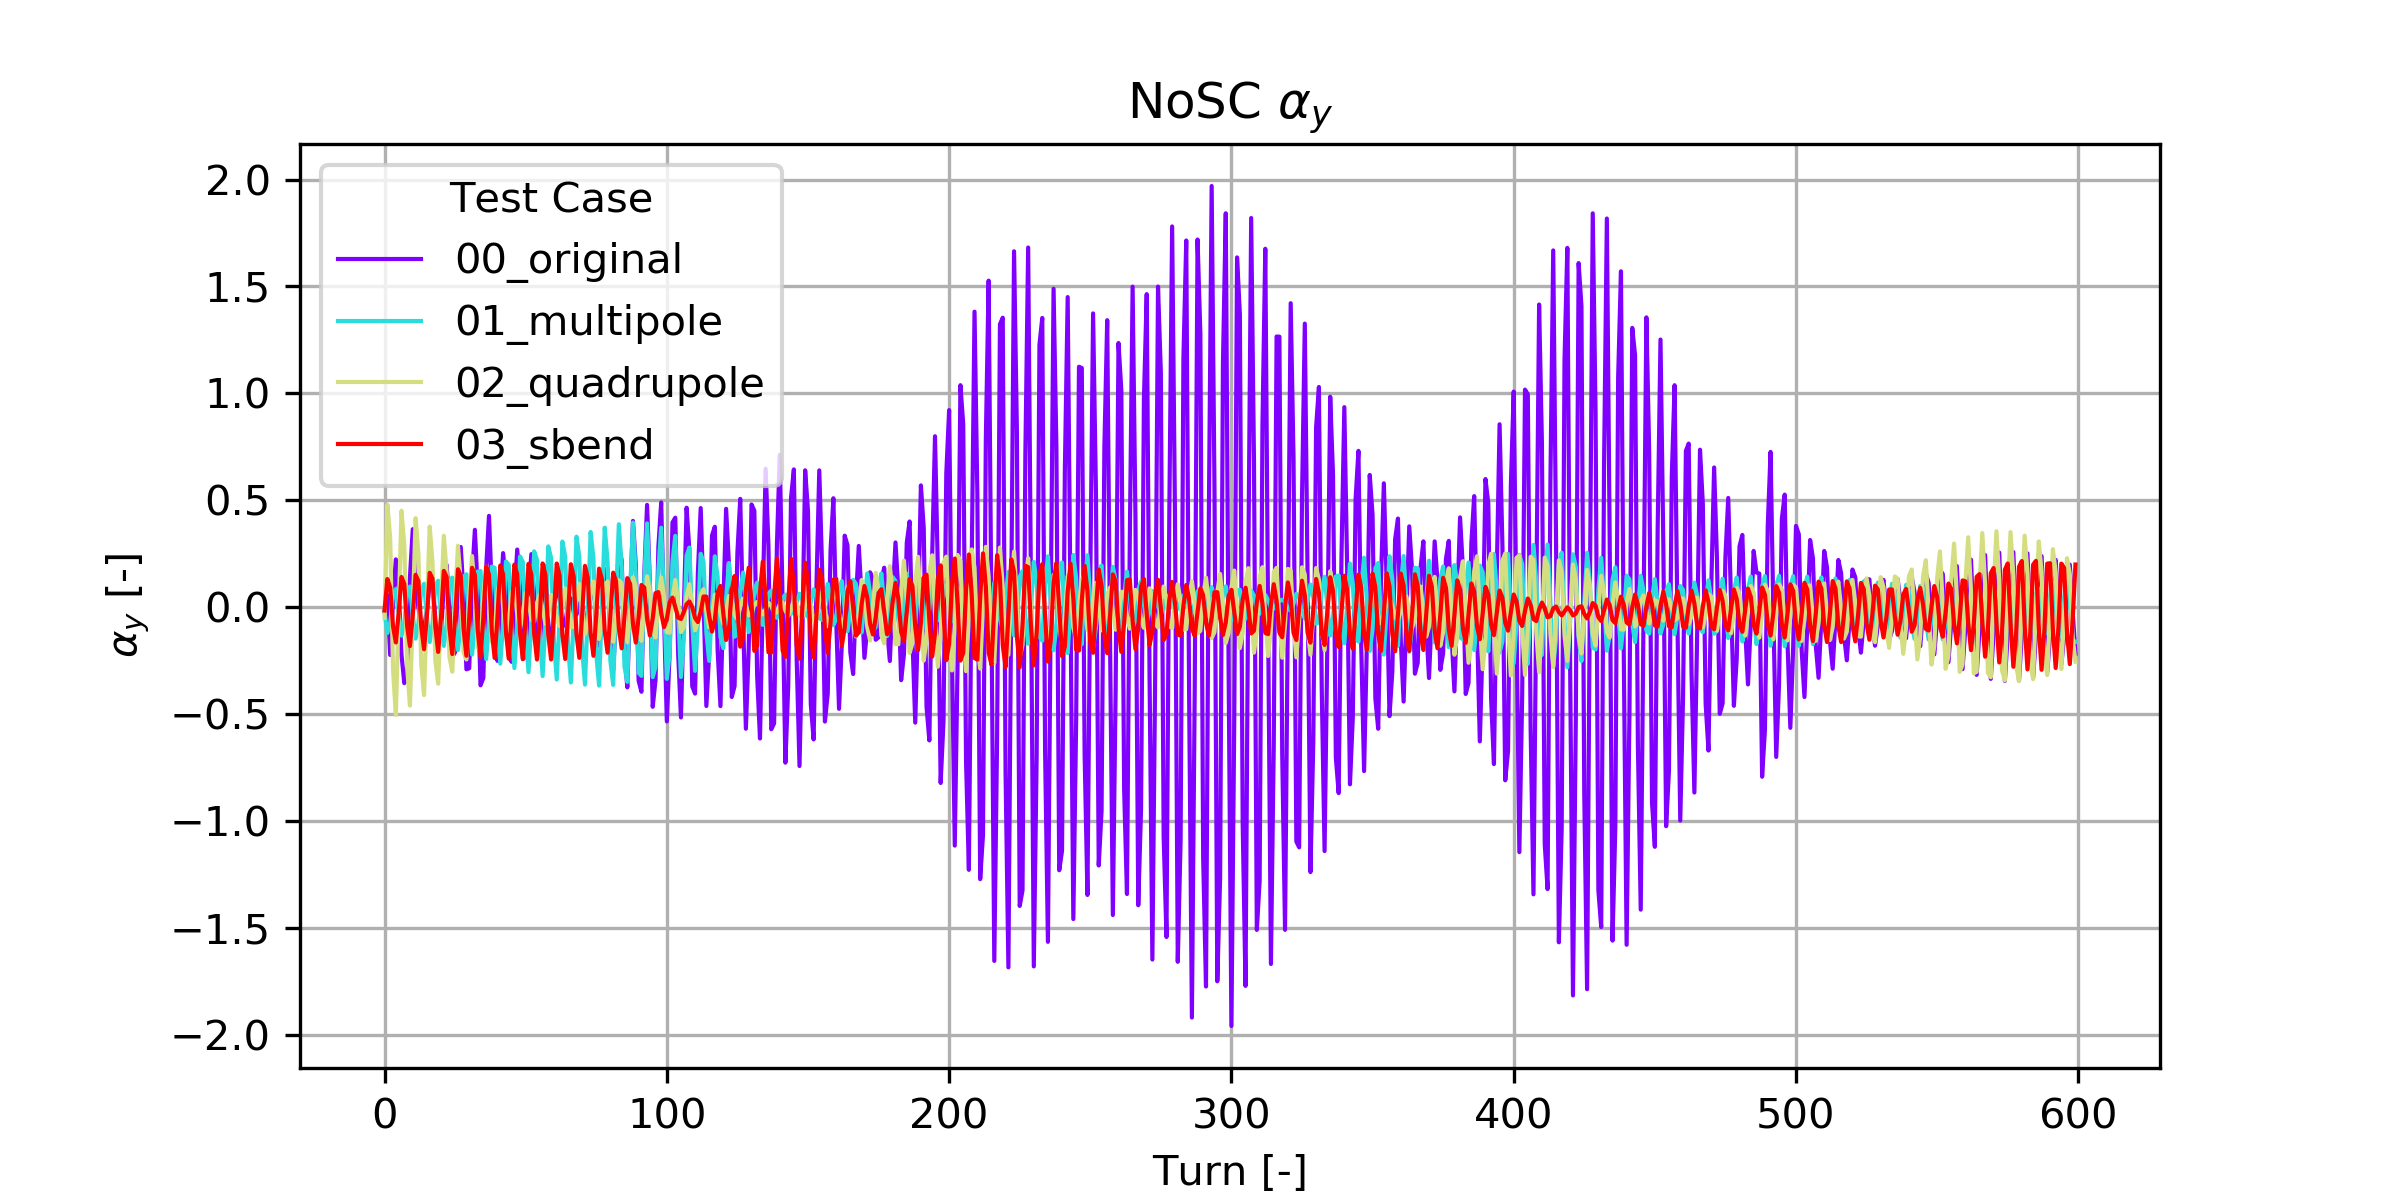 NoSC αy
Test Case
00_original
01_multipole
02_quadrupole
03_sbend
αy [-]
2.0
1.5
1.0
0.5
0.0
−0.5
−1.0
−1.5
−2.0
0 100 200 300 400 500 600
Turn [-]